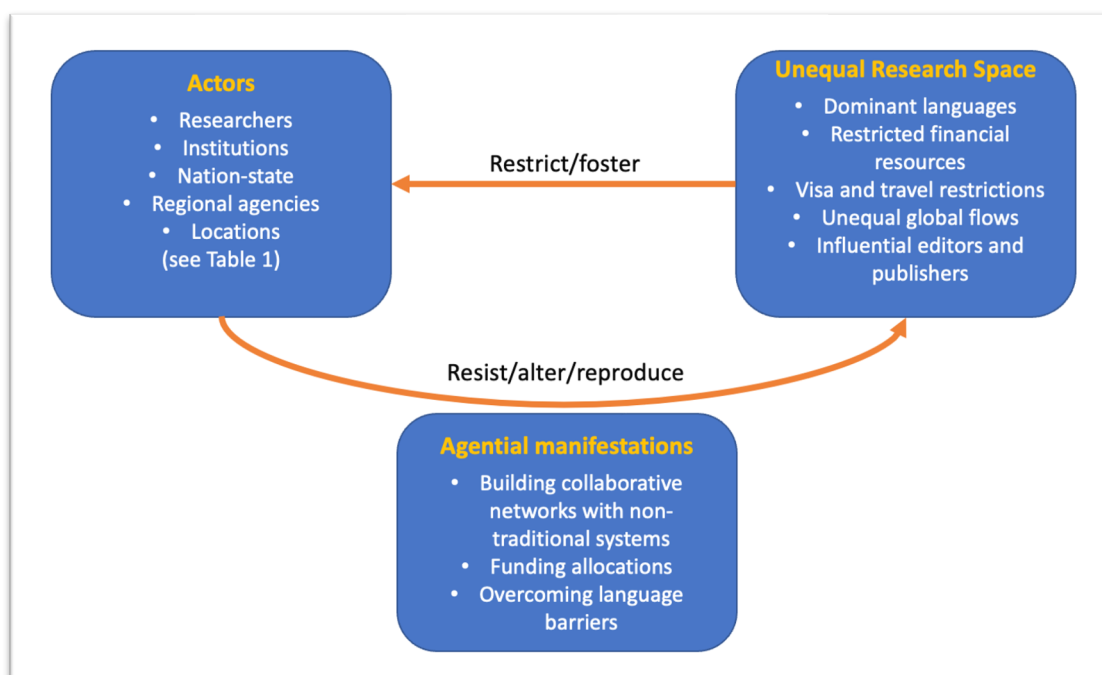 Actors
• Researchers
• Institutions
• Nation-state
• Regional agencies
• Locations
(see Table 1)
Restrict/foster
Unequal Research Space
• Dominant languages
• Restricted financial
resources
• Visa and travel restrictions
• Unequal global flows
• Influential editors and
publishers
Resist/alter/reproduce
Agential manifestations
• Building collaborative
networks with non-
traditional systems
• Funding allocations
• Overcoming language
barriers